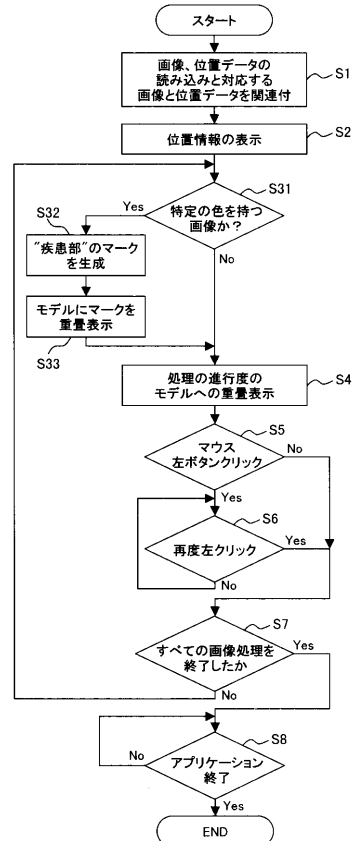 スタート
画像、位置データの
読み込みと対応する
画像と位置データを関連付
S1
位置情報の表示
S2
S31
特定の色を持つ
画像か？
Yes
No
S32
"疾患部"のマーク
を生成
モデルにマークを
重畳表示
S33
処理の進行度の
モデルへの重畳表示
S4
S5
マウス
左ボタンクリック
No
Yes
S6
再度左クリック
Yes
No
S7
すべての画像処理を
終了したか
Yes
No
S8
アプリケーション
終了
No
Yes
END